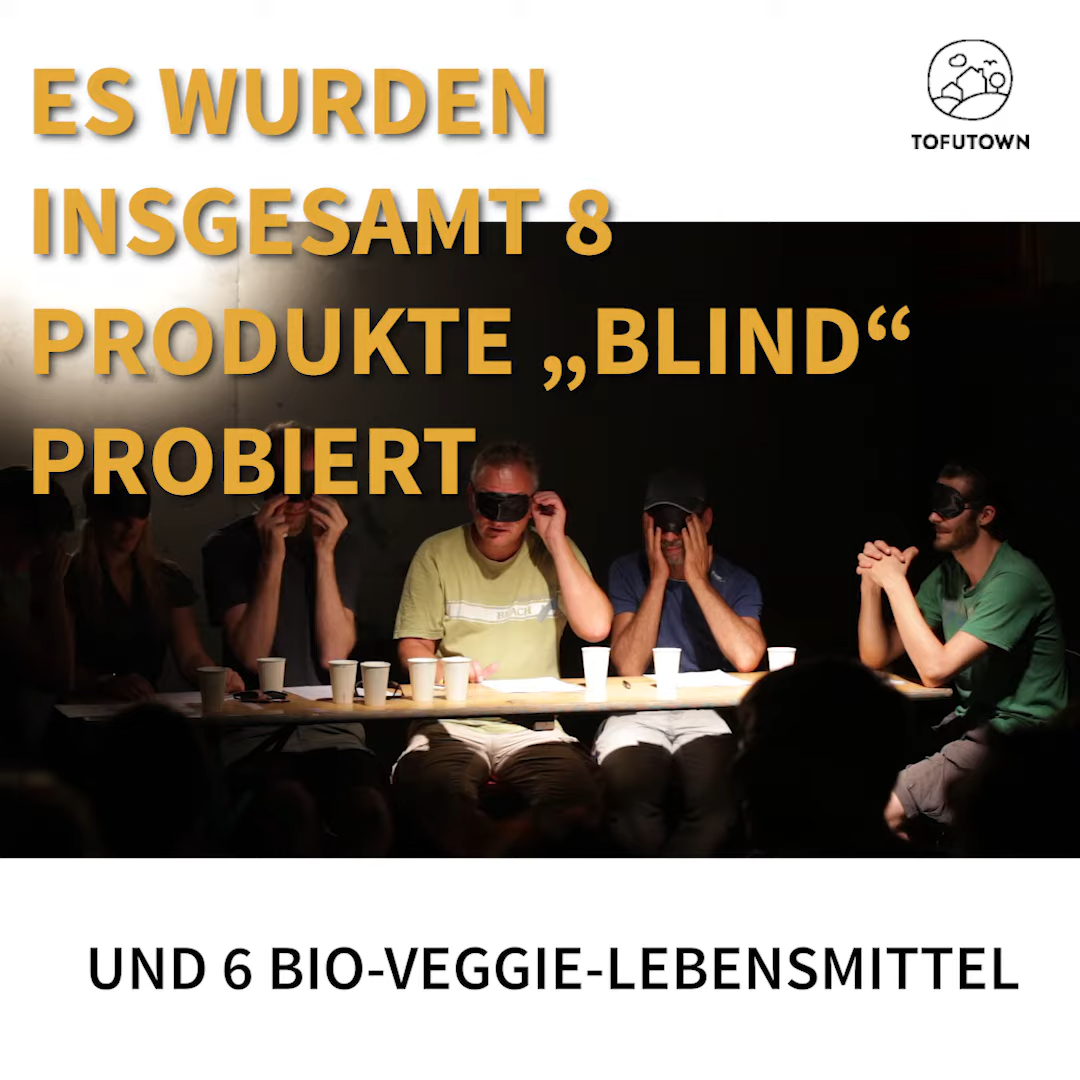 ES WURDEN
TOFUTOWN
INSGESAMT 8
PRODUKTE „BLIND“
PROBIERT
UND 6 BIO-VEGGIE-LEBENSMITTEL